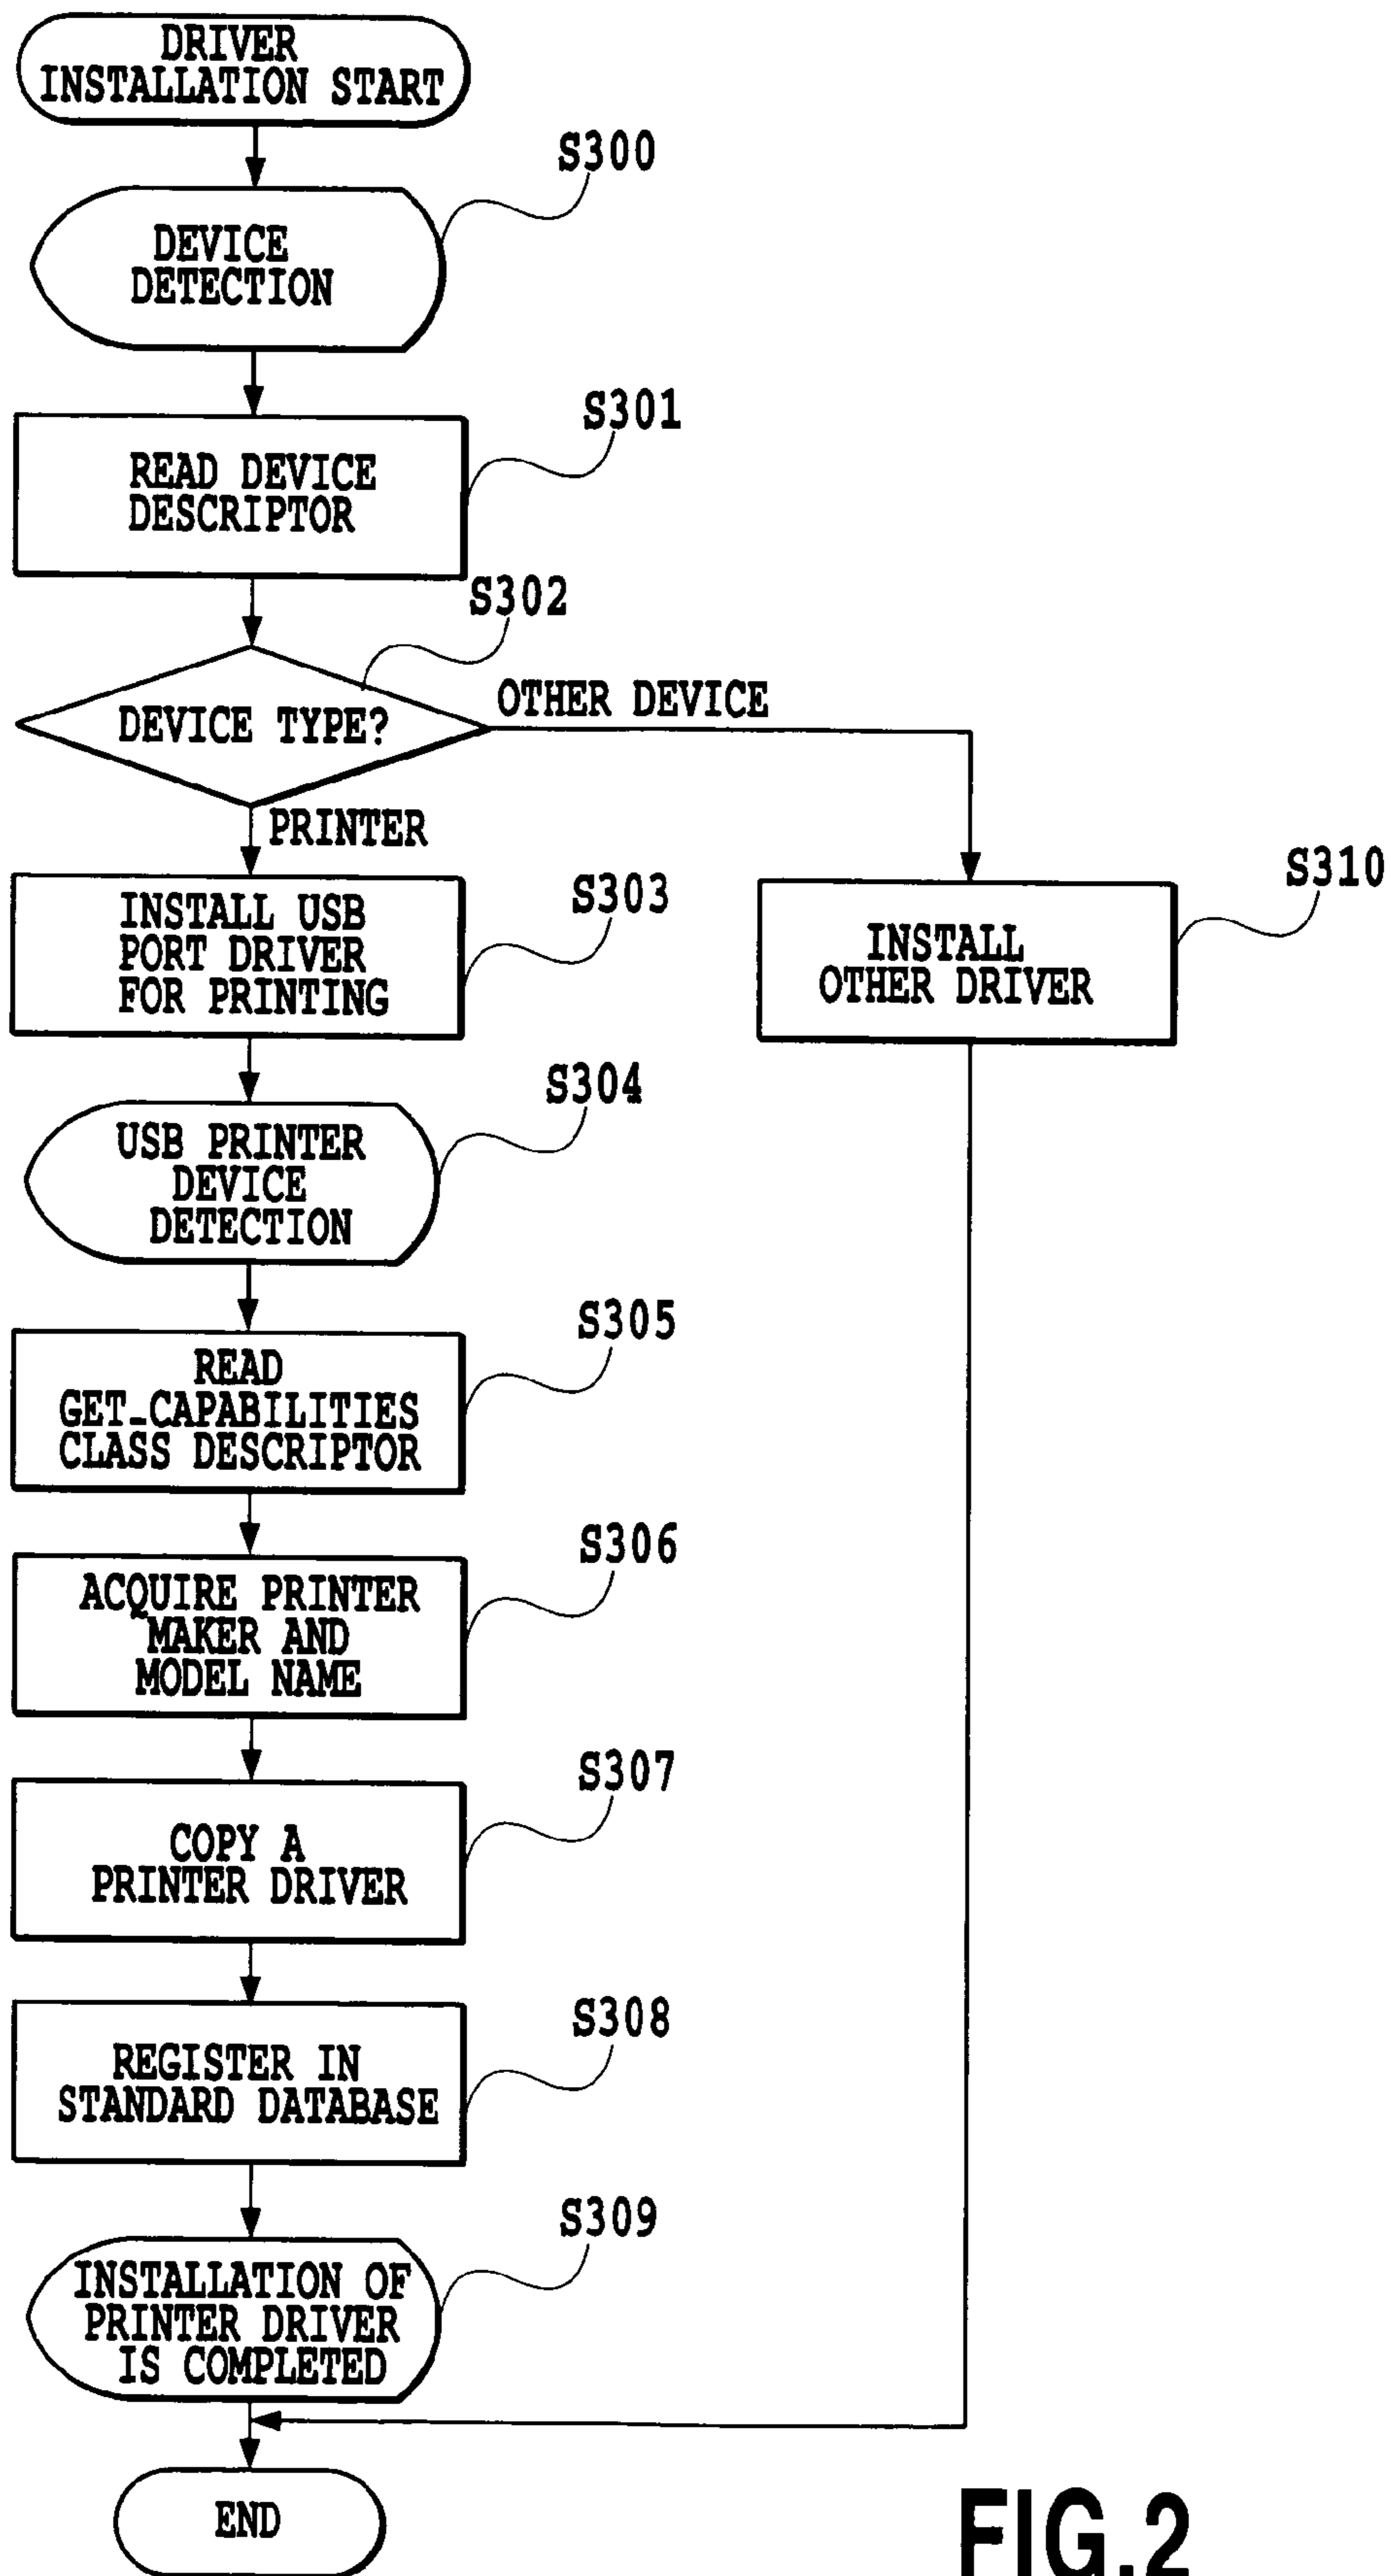 DRIVER
INSTALLATION START
S300
DEVICE
DETECTION
S301
READ DEVICE
DESCRIPTOR
S302
DEVICE TYPE?
OTHER DEVICE
PRINTER
S303
INSTALL USB
PORT DRIVER
FOR PRINTING
S310
INSTALL
OTHER DRIVER
S304
USB PRINTER
DEVICE
DETECTION
S305
READ
GET-CAPABILITIES
CLASS DESCRIPTOR
S306
ACQUIRE PRINTER
MAKER AND
MODEL NAME
S307
COPY A
PRINTER DRIVER
S308
REGISTER IN
STANDARD DATABASE
S309
INSTALLATION OF
PRINTER DRIVER
IS COMPLETED
END
FIG.2